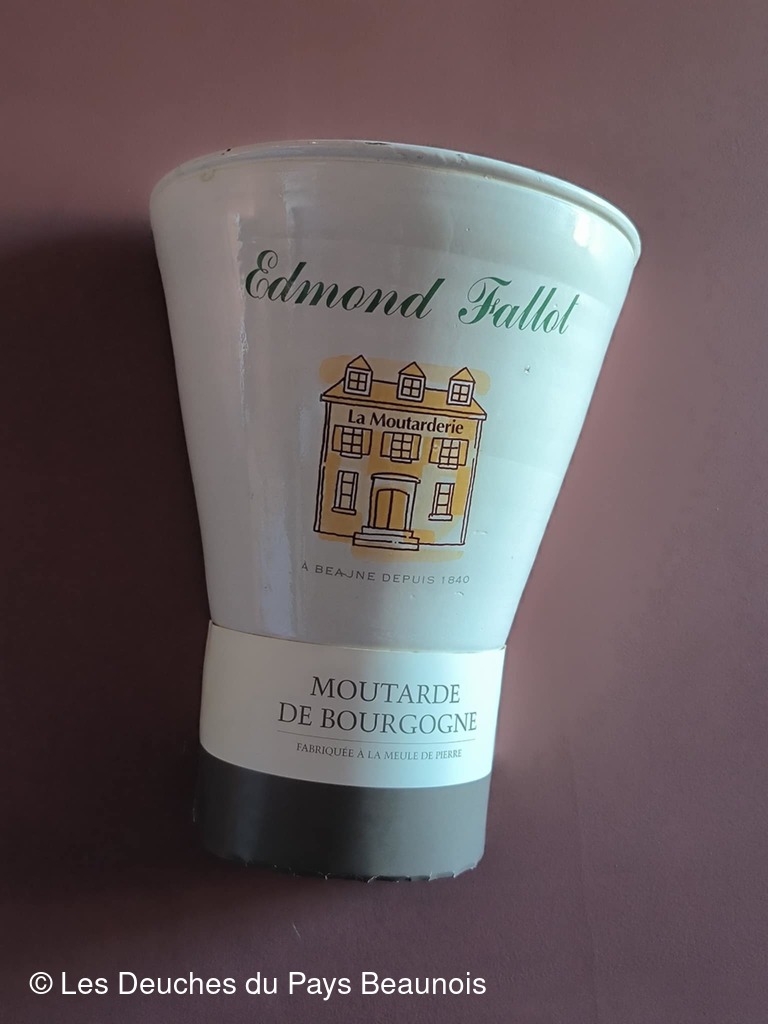 Edmond Fallot
La Moutarderie
À BEAUNE DEPUIS 1840
MOUTARDE
DE BOURGOGNE
FABRIQUÉE À LA MEULE DE PIERRE
© Les Deuches du Pays Beaunois